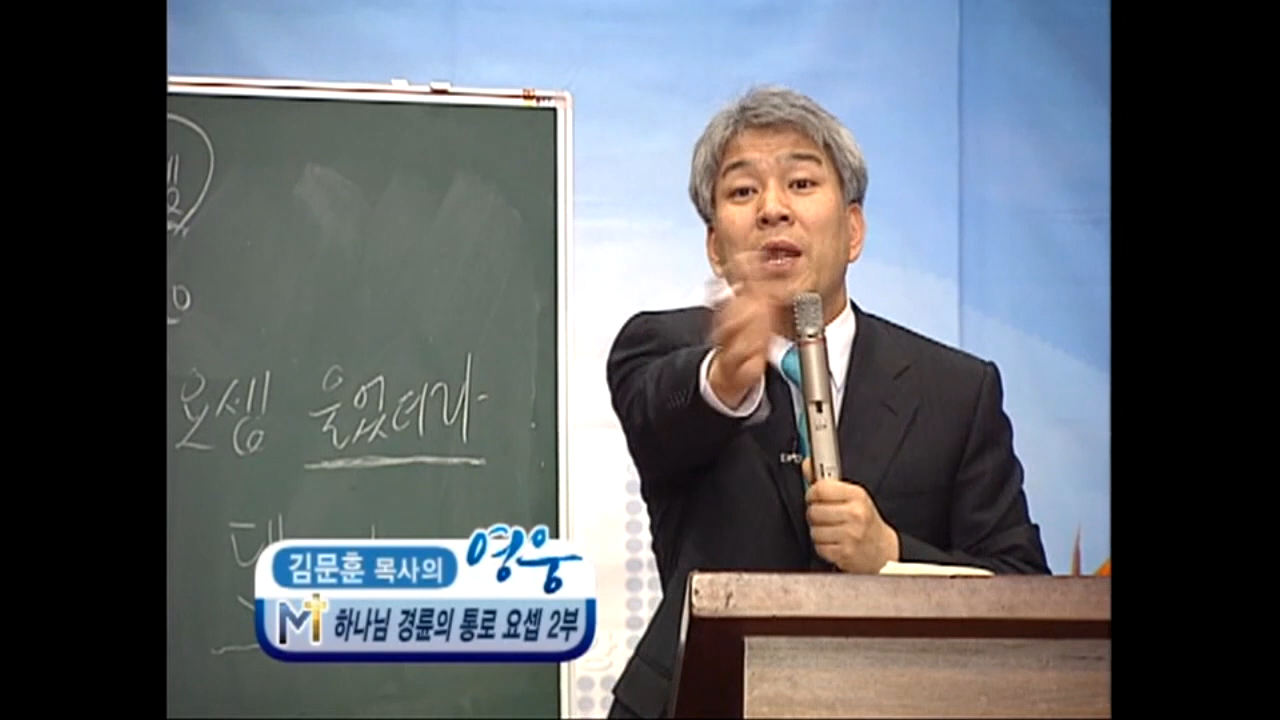 요셉 울었더라
김문훈 목사의 영웅
하나님 경륜의 통로 요셉 2부